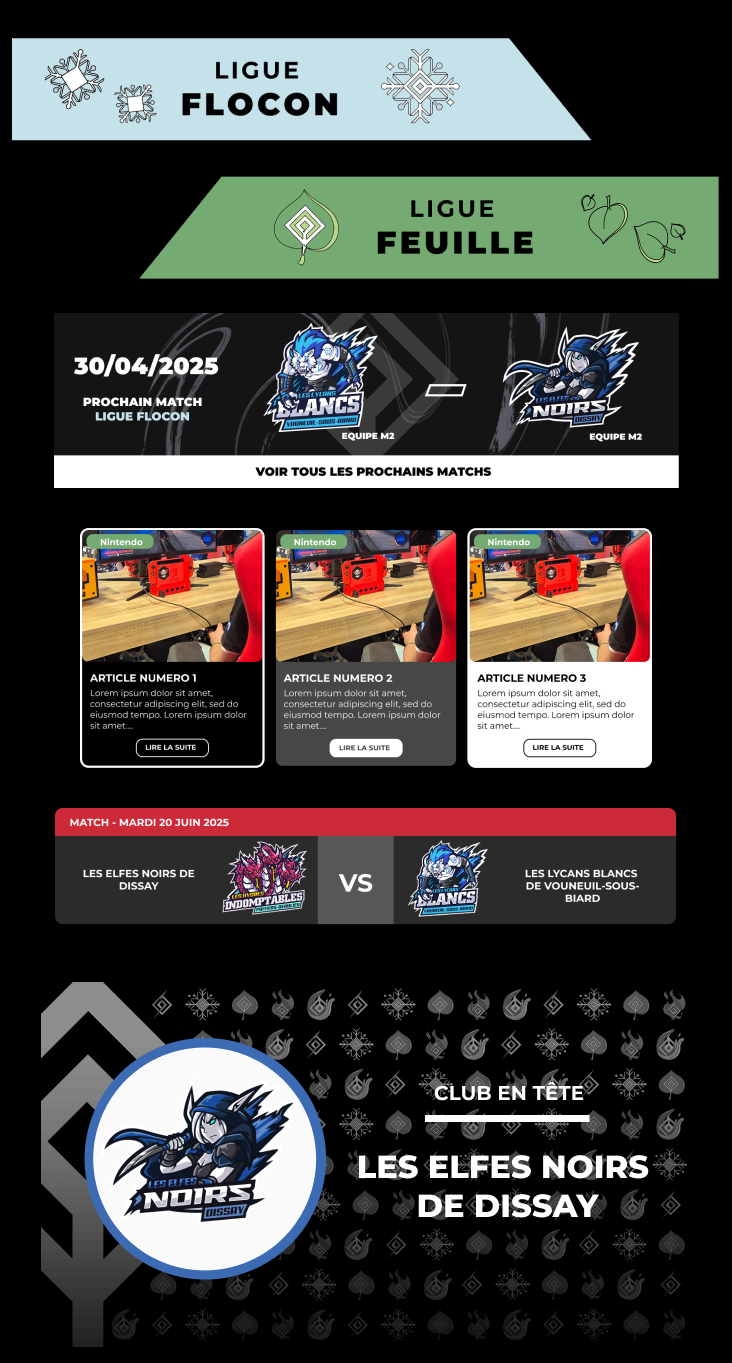 LIGUE
FLOCON
LIGUE
FEUILLE
30/04/2025
PROCHAIN MATCH
LIGUE FLOCON
LES LYCANS
BLANCS
VOUNEUIL-SOUS-BIARD
EQUIPE M2
LES ELFES
NOIRS
DISSAY
EQUIPE M2
VOIR TOUS LES PROCHAINS MATCHS
Nintendo
ARTICLE NUMERO 1
Lorem ipsum dolor sit amet,
consectetur adipiscing elit, sed do
eiusmod tempo. Lorem ipsum dolor
sit amet....
LIRE LA SUITE
Nintendo
ARTICLE NUMERO 2
Lorem ipsum dolor sit amet,
consectetur adipiscing elit, sed do
eiusmod tempo. Lorem ipsum dolor
sit amet....
LIRE LA SUITE
Nintendo
ARTICLE NUMERO 3
Lorem ipsum dolor sit amet,
consectetur adipiscing elit, sed do
eiusmod tempo. Lorem ipsum dolor
sit amet....
LIRE LA SUITE
MATCH - MARDI 20 JUIN 2025
LES ELFES NOIRS DE
DISSAY
LES HYDRES
INDOMPTABLES
VS
LES LYCANS
BLANCS
VOUNEUIL-SOUS-BIARD
LES LYCANS BLANCS
DE VOUNEUIL-SOUS-
BIARD
LES ELFES
NOIRS
DISSAY
CLUB EN TÊTE
LES ELFES NOIRS
DE DISSAY